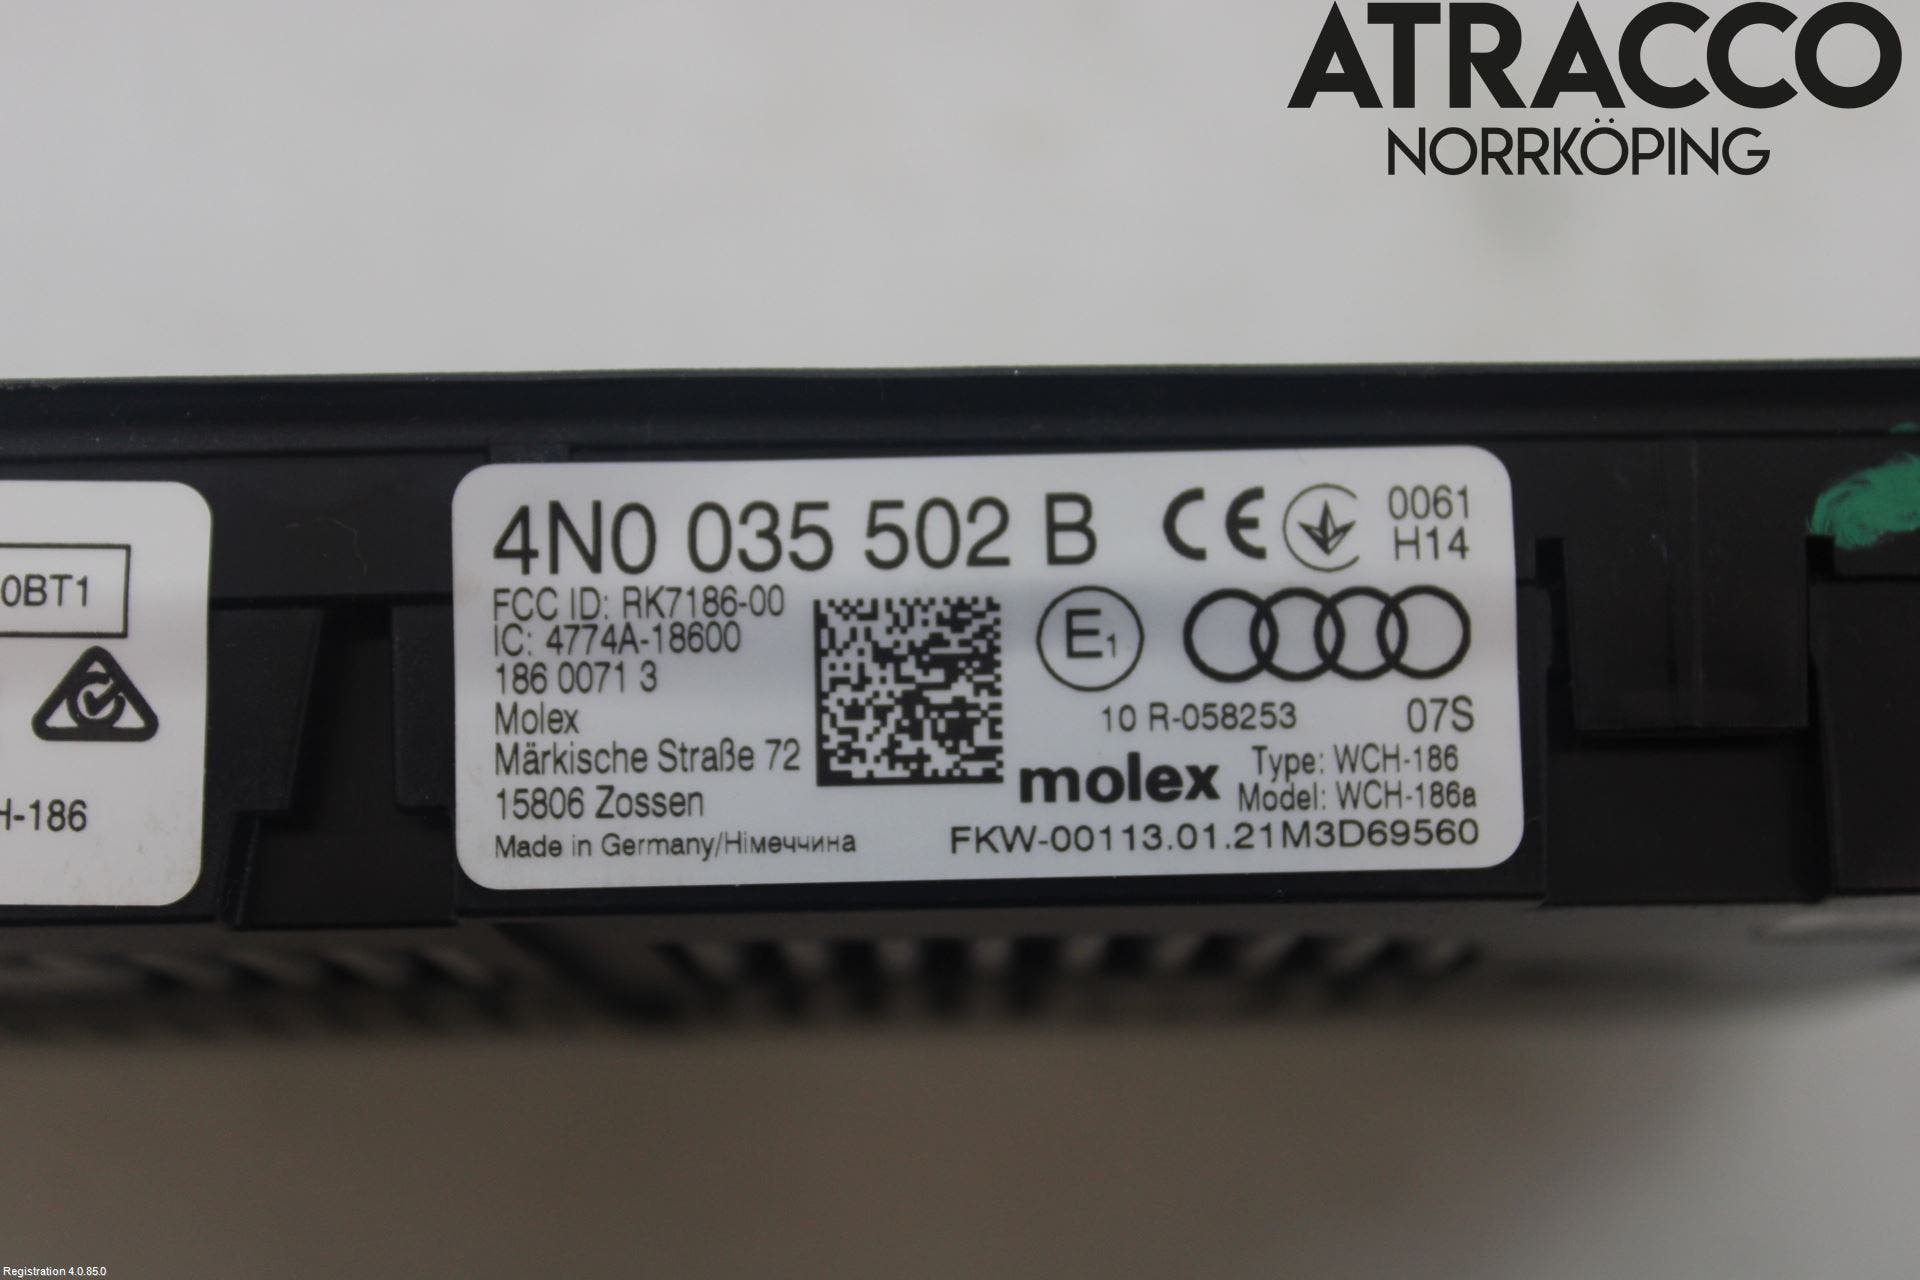 ATRACCO
NORRKÖPING
0BT1
H-186
4N0 035 502 B CE 0061
H14
FCC ID: RK7186-00
IC: 4774A-18600
186 0071 3
Molex
Märkische Straße 72
15806 Zossen
Made in Germany/Німеччина
E1
10 R-058253 07S
molex
Type: WCH-186
Model: WCH-186a
FKW-00113.01.21M3D69560
Registration 4.0.85.0